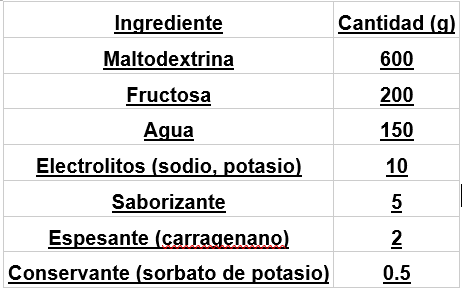 Ingrediente Cantidad (g)
Maltodextrina 600
Fructosa 200
Agua 150
Electrolitos (sodio, potasio) 10
Saborizante 5
Espesante (carragenano) 2
Conservante (sorbato de potasio) 0.5